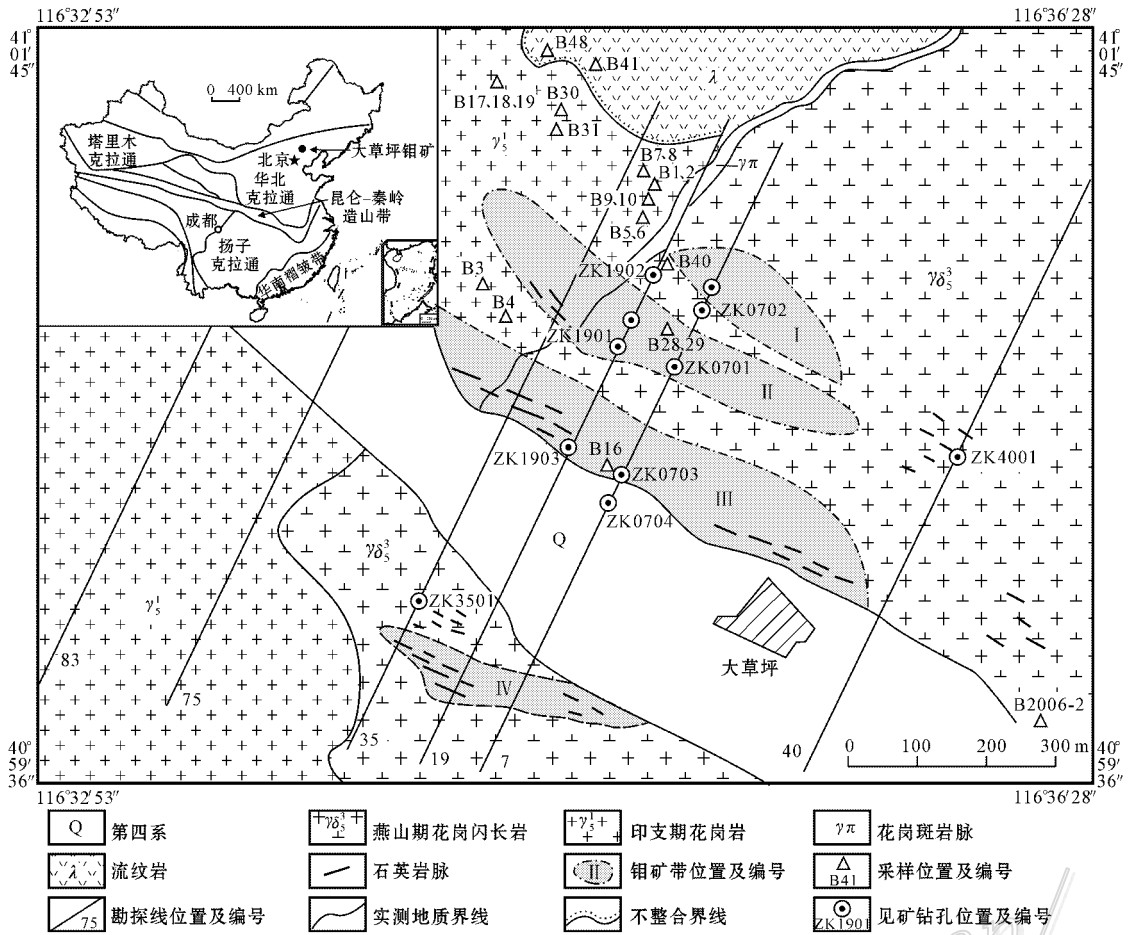 116°32′53″
116°36′28″
41°
01′
45″
41°
01′
45″
0 400 km
塔里木
克拉通
北京
大草坪钼矿
华北
克拉通
昆仑-秦岭
造山带
成都
扬子
克拉通
华南褶皱带
B48
B41
λ
B17.18.19
B30
B31
γ₅¹
B7.8
γπ
B1.2
B9.10
B5.6
B3
B4
ZK1902
B40
γδ₅³
ZK0702
ZK1901
B28.29
I
ZK0701
II
ZK1903
B16
ZK0703
ZK4001
III
ZK0704
Q
γδ₅³
γ₅¹
ZK3501
大草坪
83
75
IV
B2006-2
35
19
7
40
0 100 200 300 m
40°
59′
36″
40°
59′
36″
116°32′53″
116°36′28″
Q 第四系
γδ₅³ 燕山期花岗闪长岩
γ₅¹ 印支期花岗岩
γπ 花岗斑岩脉
λ 流纹岩
石英岩脉
II 钼矿带位置及编号
B41 采样位置及编号
75 勘探线位置及编号
实测地质界线
不整合界线
ZK1901 见矿钻孔位置及编号